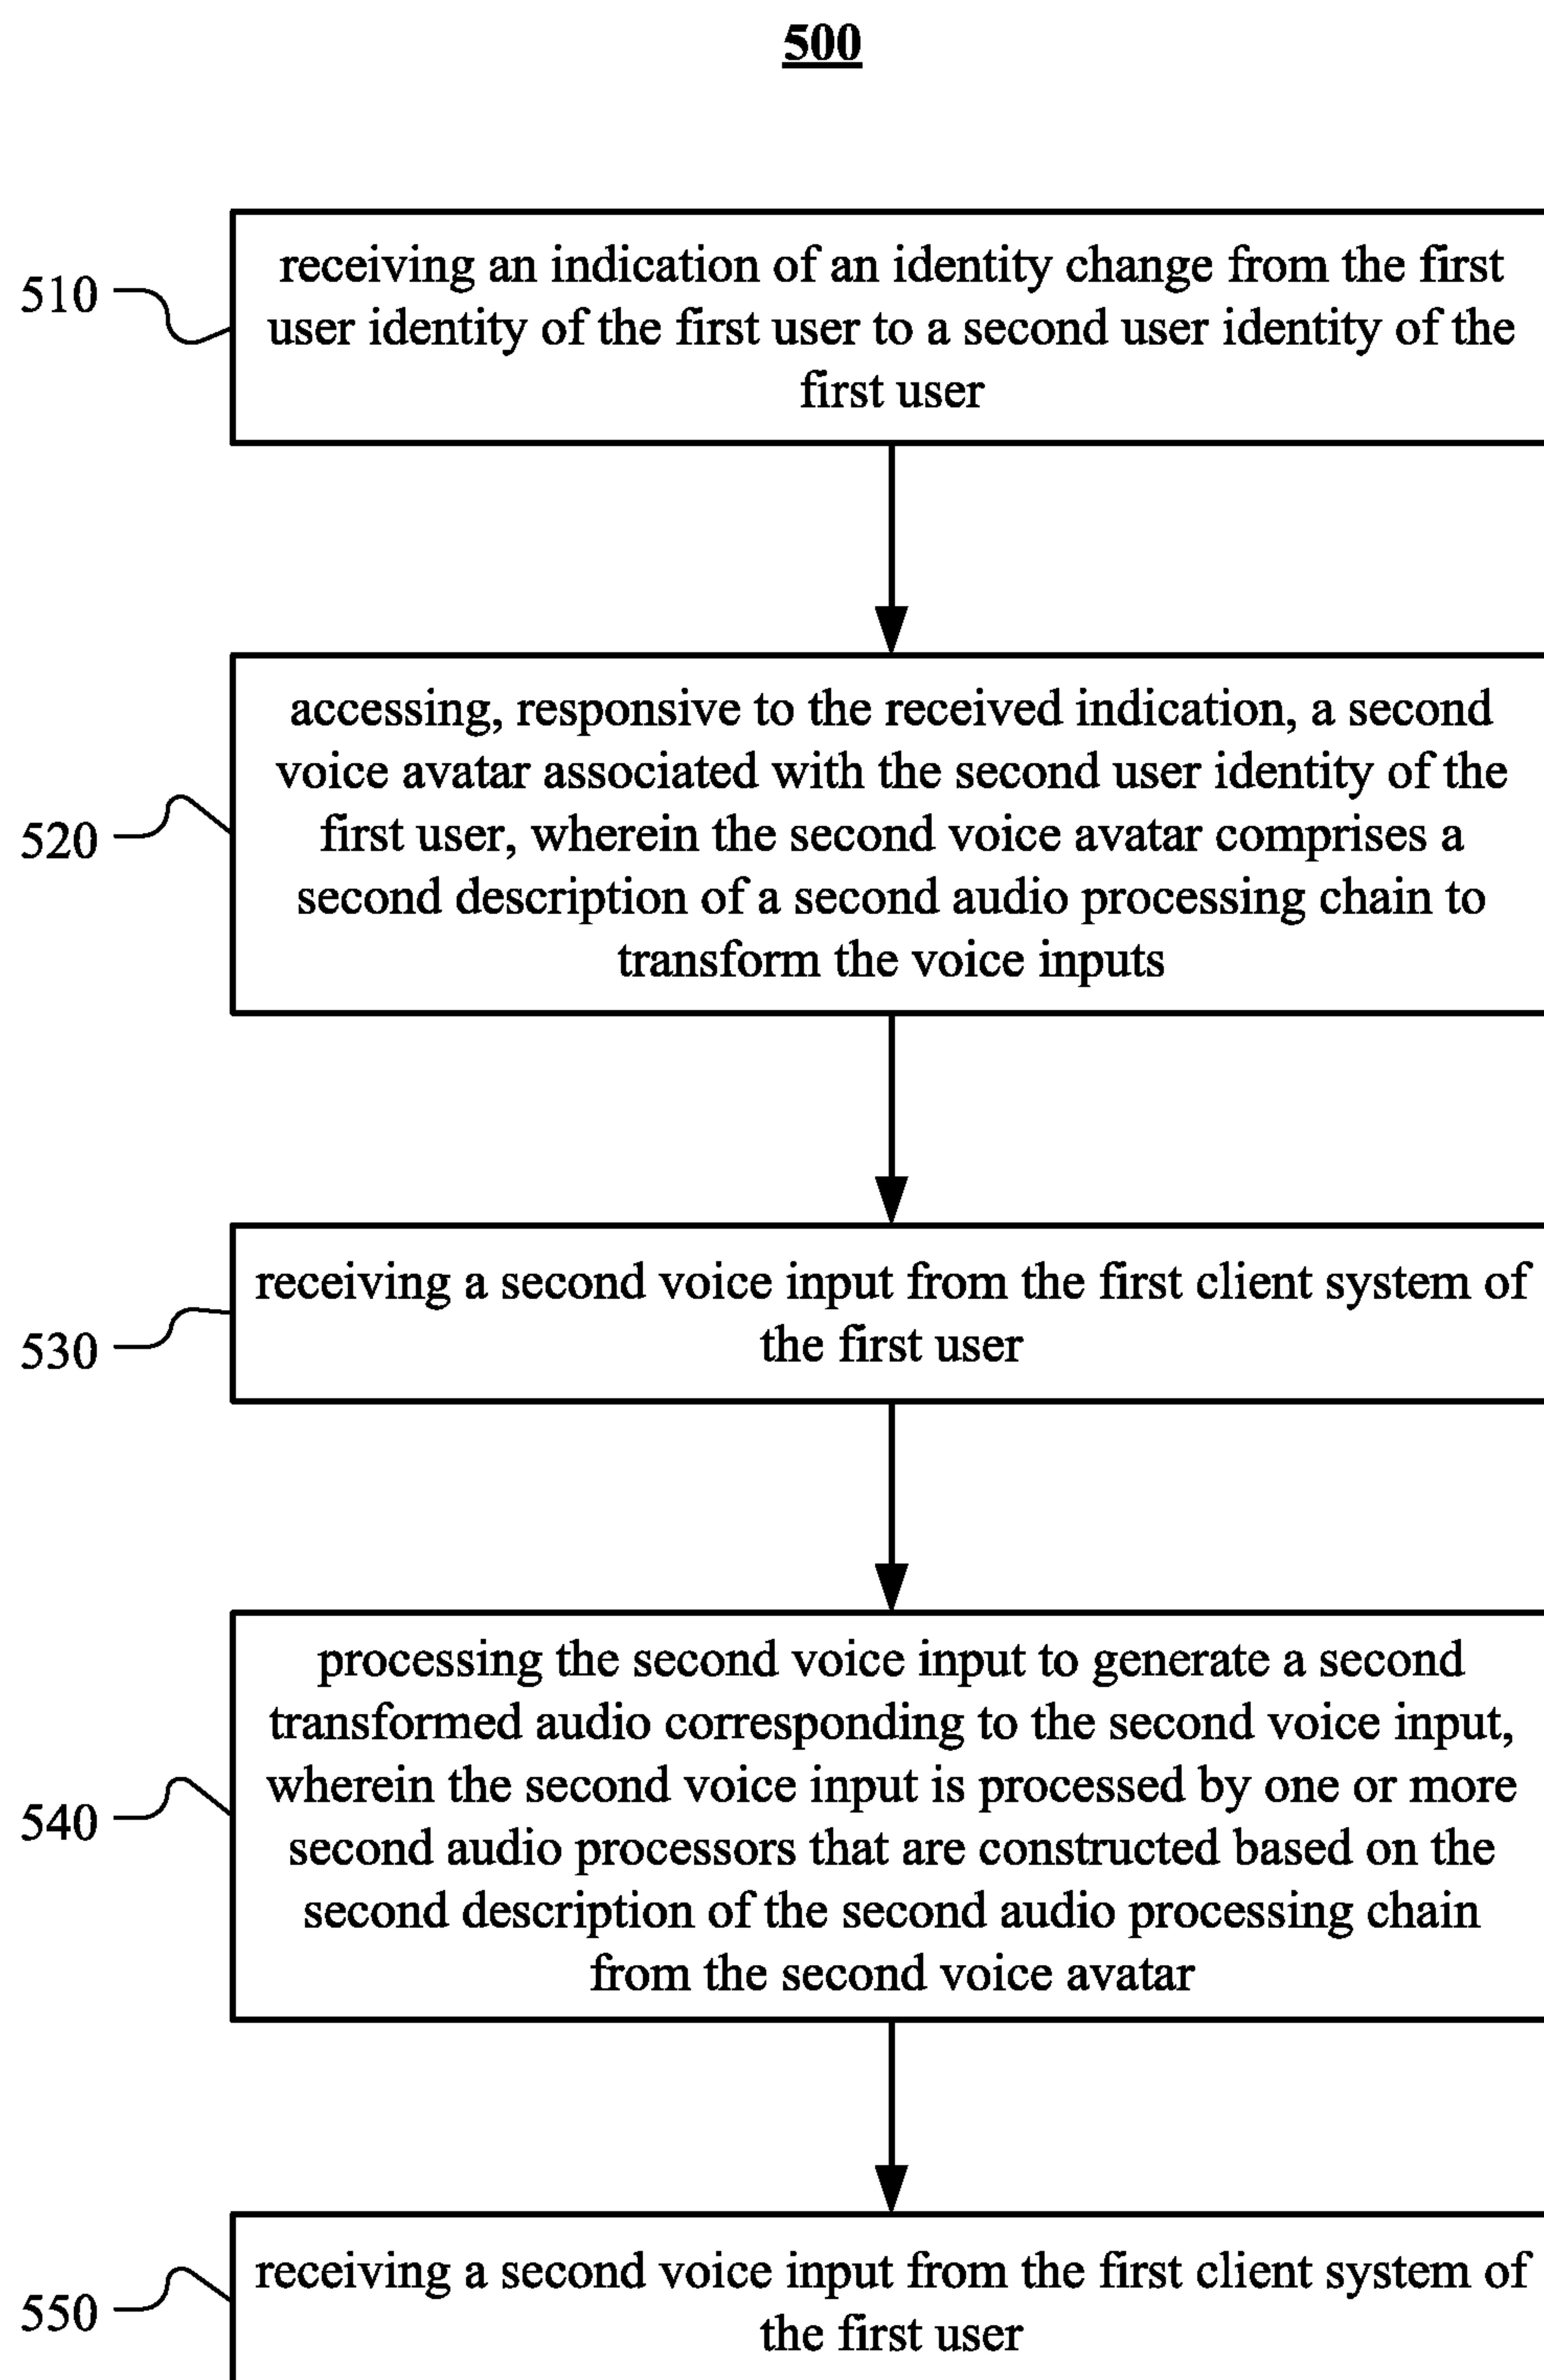 500
510
receiving an indication of an identity change from the first
user identity of the first user to a second user identity of the
first user
520
accessing, responsive to the received indication, a second
voice avatar associated with the second user identity of the
first user, wherein the second voice avatar comprises a
second description of a second audio processing chain to
transform the voice inputs
530
receiving a second voice input from the first client system of
the first user
540
processing the second voice input to generate a second
transformed audio corresponding to the second voice input,
wherein the second voice input is processed by one or more
second audio processors that are constructed based on the
second description of the second audio processing chain
from the second voice avatar
550
receiving a second voice input from the first client system of
the first user